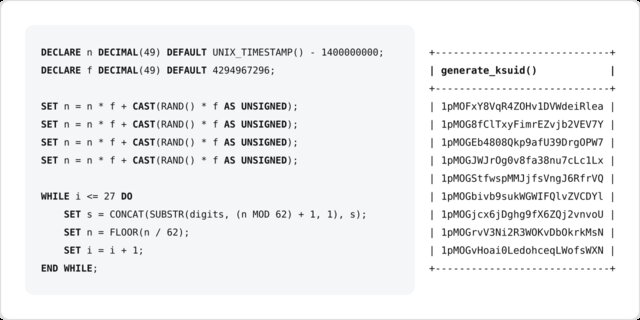 DECLARE n DECIMAL(49) DEFAULT UNIX_TIMESTAMP() - 1400000000;
DECLARE f DECIMAL(49) DEFAULT 4294967296;
SET n = n * f + CAST(RAND() * f AS UNSIGNED);
SET n = n * f + CAST(RAND() * f AS UNSIGNED);
SET n = n * f + CAST(RAND() * f AS UNSIGNED);
SET n = n * f + CAST(RAND() * f AS UNSIGNED);
WHILE i <= 27 DO
SET s = CONCAT(SUBSTR(digits, (n MOD 62) + 1, 1), s);
SET n = FLOOR(n / 62);
SET i = i + 1;
END WHILE;
+----------------------------+
| generate_ksuid() |
+----------------------------+
| 1pMOFxY8VqR4ZOHv1DVWdeiRlea
| 1pMOG8fClTxyFimrEZvjb2VEV7Y
| 1pMOGEb4808Qkp9afU39DrgOPW7
| 1pMOGJWJrOg0v8fa38nu7cLc1Lx
| 1pMOGStfwspMMJjfsVngJ6RfrVQ
| 1pMOGbivb9sukWGWIFQlvZVCDYl
| 1pMOGjcx6jDghg9fX6ZQj2vnvoU
| 1pMOGrvV3Ni2R3WOKvDbOkrkMsN
| 1pMOGvHoai0LedohceqLWofsWXN
+----------------------------+